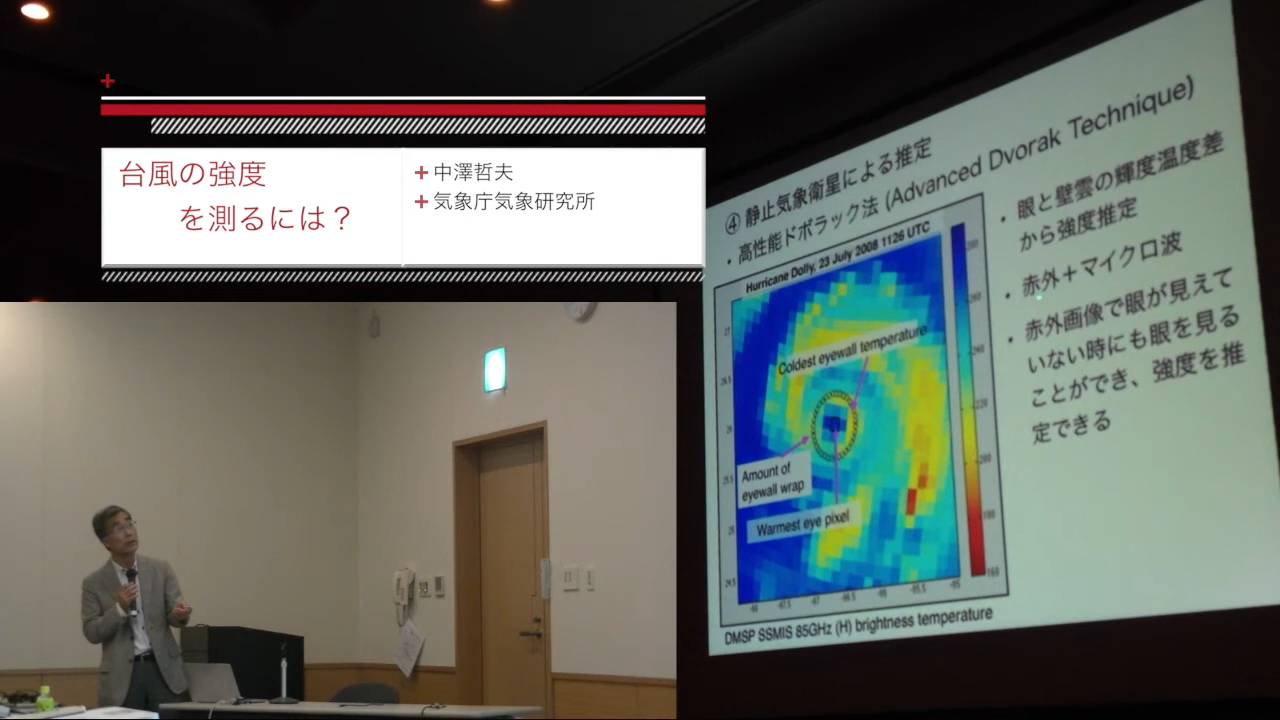 台風の強度
を測るには？
+ 中澤哲夫
+ 気象庁気象研究所
④ 静止気象衛星による推定
・高性能ドボラック法 (Advanced Dvorak Technique)
Hurricane Dolly, 23 July 2008 1126 UTC
Coldest eyewall temperature
Amount of
eyewall wrap
Warmest eye pixel
DMSP SSMIS 85GHz (H) brightness temperature
・眼と壁雲の輝度温度差
から強度推定
・赤外＋マイクロ波
・赤外画像で眼が見えて
いない時にも眼を見る
ことができ、強度を推
定できる